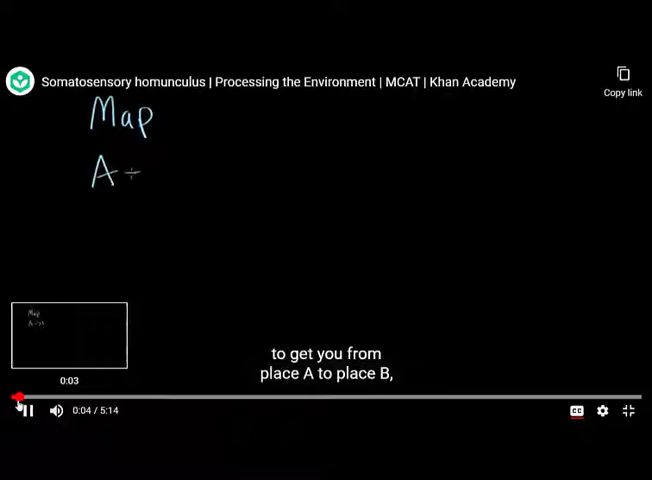 Somatosensory homunculus | Processing the Environment | MCAT | Khan Academy
Copy link
Map
A
to get you from
place A to place B,
0:03
0:04 / 5:14
CC